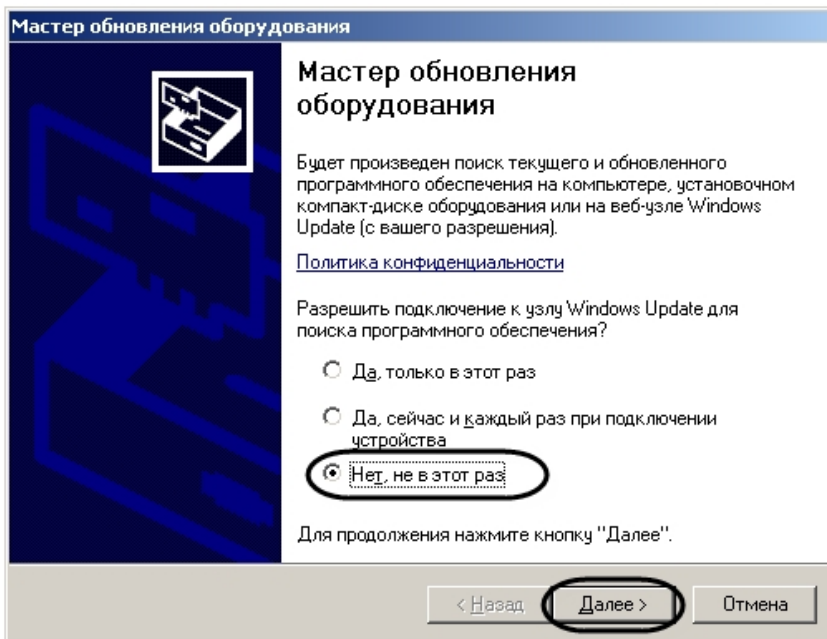 Мастер обновления оборудования
Мастер обновления
оборудования
Будет произведен поиск текущего и обновленного
программного обеспечения на компьютере, установочном
компакт-диске оборудования или на веб-узле Windows
Update (с вашего разрешения).
Политика конфиденциальности
Разрешить подключение к узлу Windows Update для
поиска программного обеспечения?
Да, только в этот раз
Да, сейчас и каждый раз при подключении
устройства
Нет, не в этот раз
Для продолжения нажмите кнопку "Далее".
< Назад
Далее >
Отмена